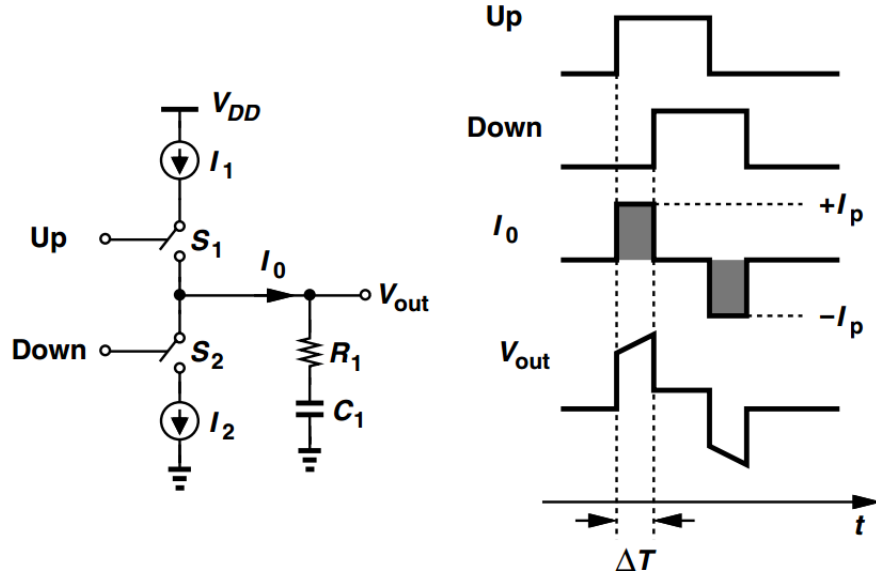 V_DD
I_1
Up
S_1
I_0
V_out
Down
S_2
R_1
C_1
I_2
Up
Down
I_0
+I_p
−I_p
V_out
t
ΔT